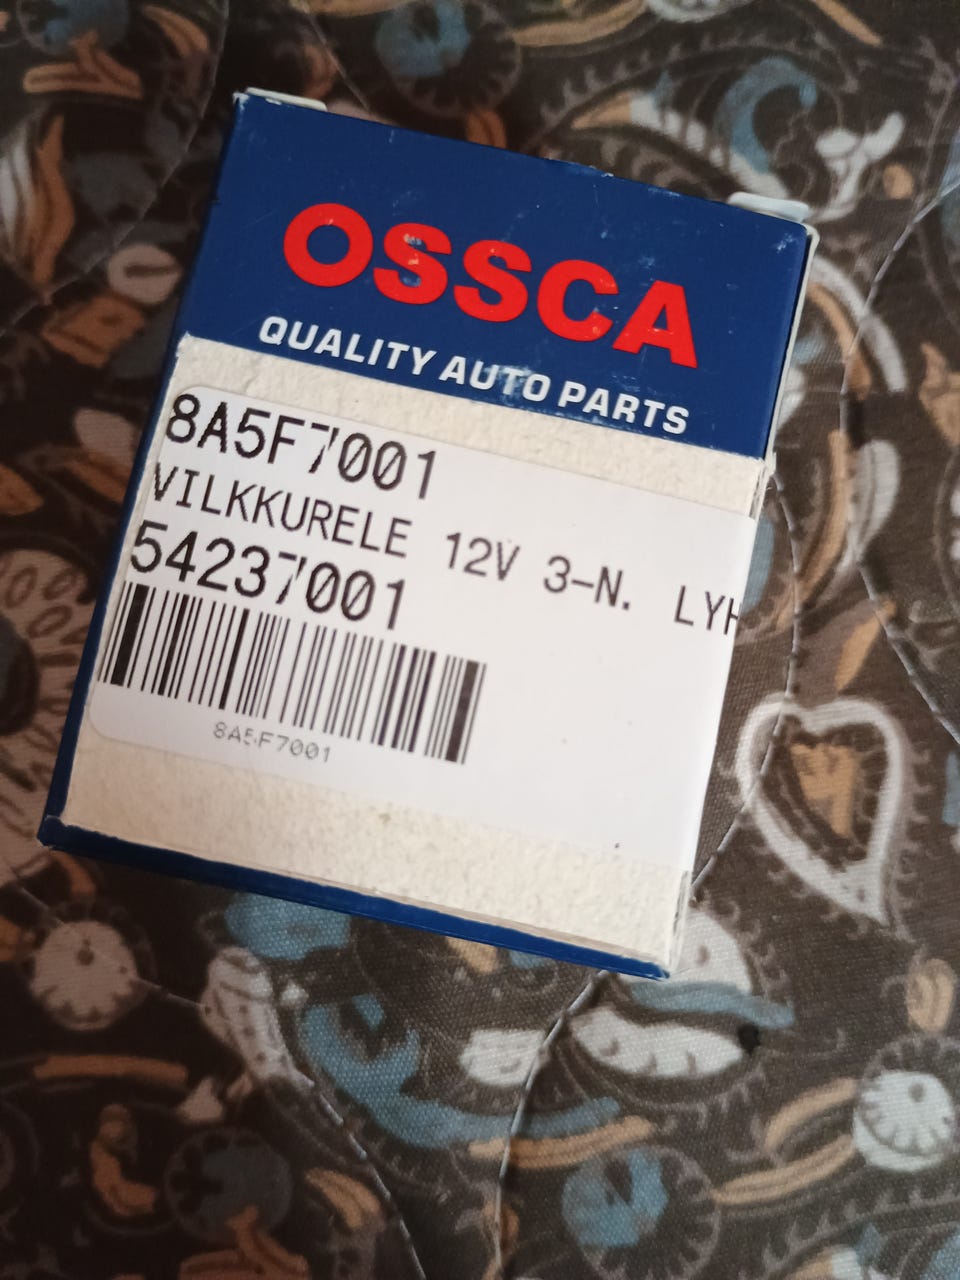 OSSCA
QUALITY AUTO PARTS
8A5F7001
VILKKURELE 12V 3-N. LYH
54237001
8A5F7001